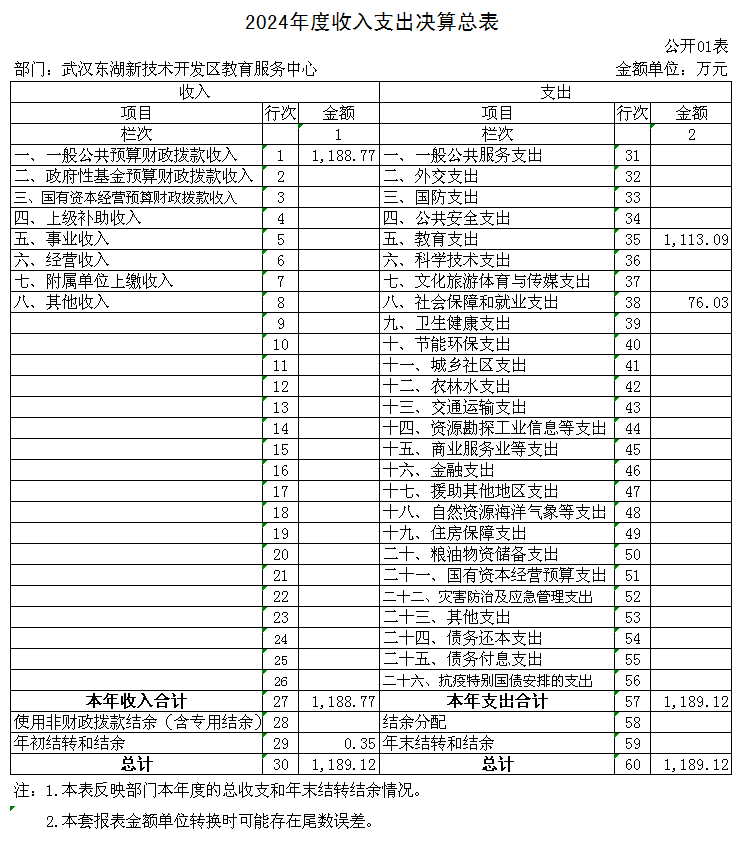 2024年度收入支出决算总表
公开01表
部门：武汉东湖新技术开发区教育服务中心 金额单位：万元
收入 支出
项目 行次 金额 项目 行次 金额
栏次 1 栏次 2
一、一般公共预算财政拨款收入 1 1,188.77 一、一般公共服务支出 31
二、政府性基金预算财政拨款收入 2 二、外交支出 32
三、国有资本经营预算财政拨款收入 3 三、国防支出 33
四、上级补助收入 4 四、公共安全支出 34
五、事业收入 5 五、教育支出 35 1,113.09
六、经营收入 6 六、科学技术支出 36
七、附属单位上缴收入 7 七、文化旅游体育与传媒支出 37
八、其他收入 8 八、社会保障和就业支出 38 76.03
9 九、卫生健康支出 39
10 十、节能环保支出 40
11 十一、城乡社区支出 41
12 十二、农林水支出 42
13 十三、交通运输支出 43
14 十四、资源勘探工业信息等支出 44
15 十五、商业服务业等支出 45
16 十六、金融支出 46
17 十七、援助其他地区支出 47
18 十八、自然资源海洋气象等支出 48
19 十九、住房保障支出 49
20 二十、粮油物资储备支出 50
21 二十一、国有资本经营预算支出 51
22 二十二、灾害防治及应急管理支出 52
23 二十三、其他支出 53
24 二十四、债务还本支出 54
25 二十五、债务付息支出 55
26 二十六、抗疫特别国债安排的支出 56
本年收入合计 27 1,188.77 本年支出合计 57 1,189.12
使用非财政拨款结余（含专用结余） 28 结余分配 58
年初结转和结余 29 0.35 年末结转和结余 59
总计 30 1,189.12 总计 60 1,189.12
注：1.本表反映部门本年度的总收支和年末结转结余情况。
2.本套报表金额单位转换时可能存在尾数误差。